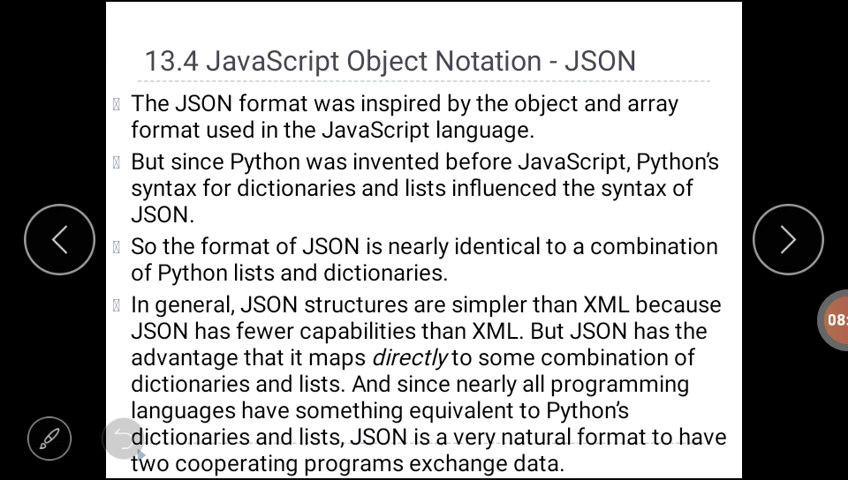 13.4 JavaScript Object Notation - JSON
The JSON format was inspired by the object and array
format used in the JavaScript language.
But since Python was invented before JavaScript, Python's
syntax for dictionaries and lists influenced the syntax of
JSON.
So the format of JSON is nearly identical to a combination
of Python lists and dictionaries.
In general, JSON structures are simpler than XML because
JSON has fewer capabilities than XML. But JSON has the
advantage that it maps directly to some combination of
dictionaries and lists. And since nearly all programming
languages have something equivalent to Python's
dictionaries and lists, JSON is a very natural format to have
two cooperating programs exchange data.
08: